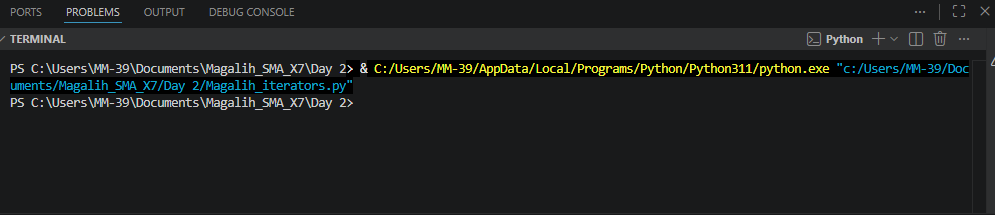 PORTS PROBLEMS OUTPUT DEBUG CONSOLE
TERMINAL Python
PS C:\Users\MM-39\Documents\Magalih_SMA_X7\Day 2> & C:/Users/MM-39/AppData/Local/Programs/Python/Python311/python.exe "c:/Users/MM-39/Doc
uments/Magalih_SMA_X7/Day 2/Magalih_iterators.py"
PS C:\Users\MM-39\Documents\Magalih_SMA_X7\Day 2>